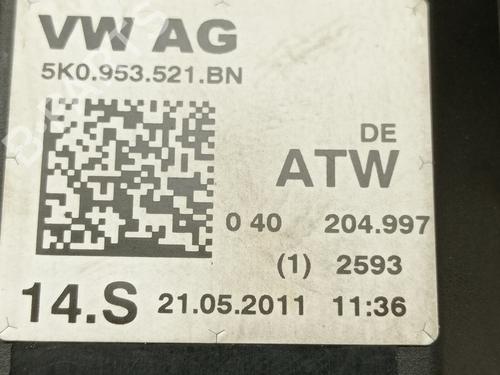 VW AG
5K0.953.521.BN
DE
ATW
0 40 204.997
(1) 2593
14.S 21.05.2011 11:36